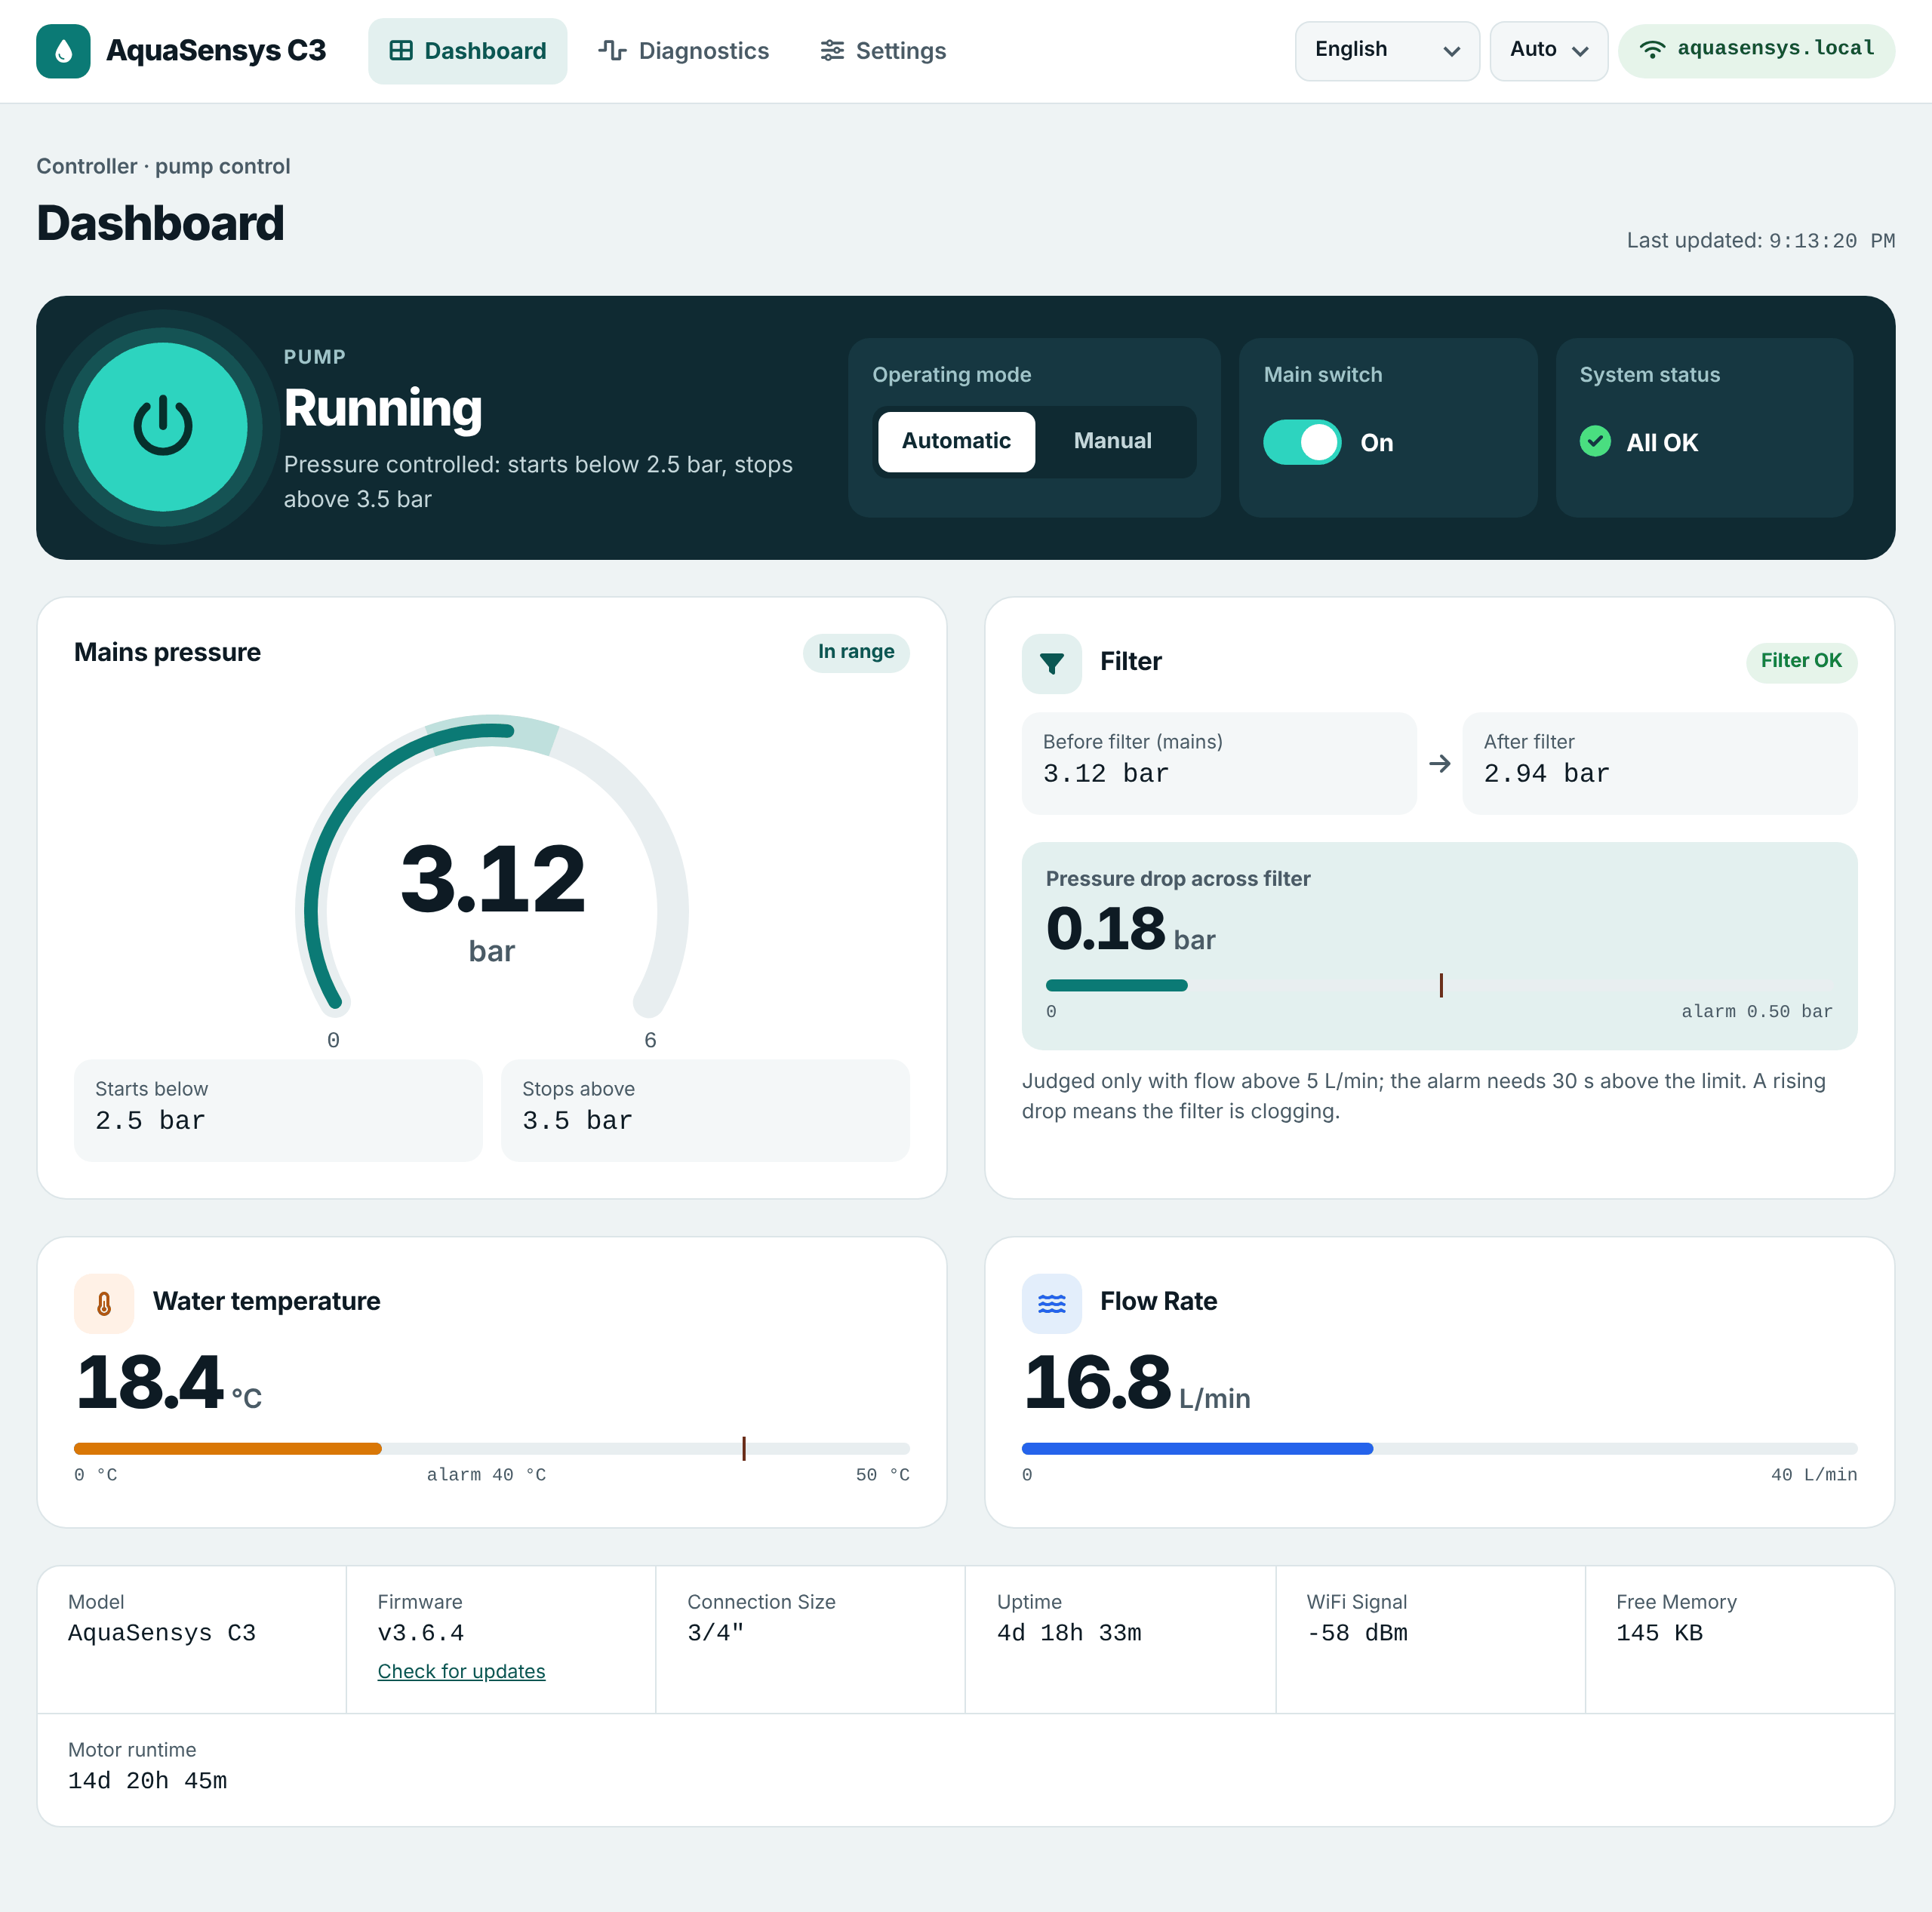 AquaSensys C3
Dashboard
Diagnostics
Settings
English
Auto
aquasensys.local
Controller · pump control
Dashboard
Last updated: 9:13:20 PM
PUMP
Running
Pressure controlled: starts below 2.5 bar, stops
above 3.5 bar
Operating mode
Automatic
Manual
Main switch
On
System status
All OK
Mains pressure
In range
3.12
bar
0
6
Starts below
2.5 bar
Stops above
3.5 bar
Filter
Filter OK
Before filter (mains)
3.12 bar
After filter
2.94 bar
Pressure drop across filter
0.18 bar
0
alarm 0.50 bar
Judged only with flow above 5 L/min; the alarm needs 30 s above the limit. A rising
drop means the filter is clogging.
Water temperature
18.4 °C
0 °C
alarm 40 °C
50 °C
Flow Rate
16.8 L/min
0
40 L/min
Model
AquaSensys C3
Firmware
v3.6.4
Check for updates
Connection Size
3/4"
Uptime
4d 18h 33m
WiFi Signal
-58 dBm
Free Memory
145 KB
Motor runtime
14d 20h 45m